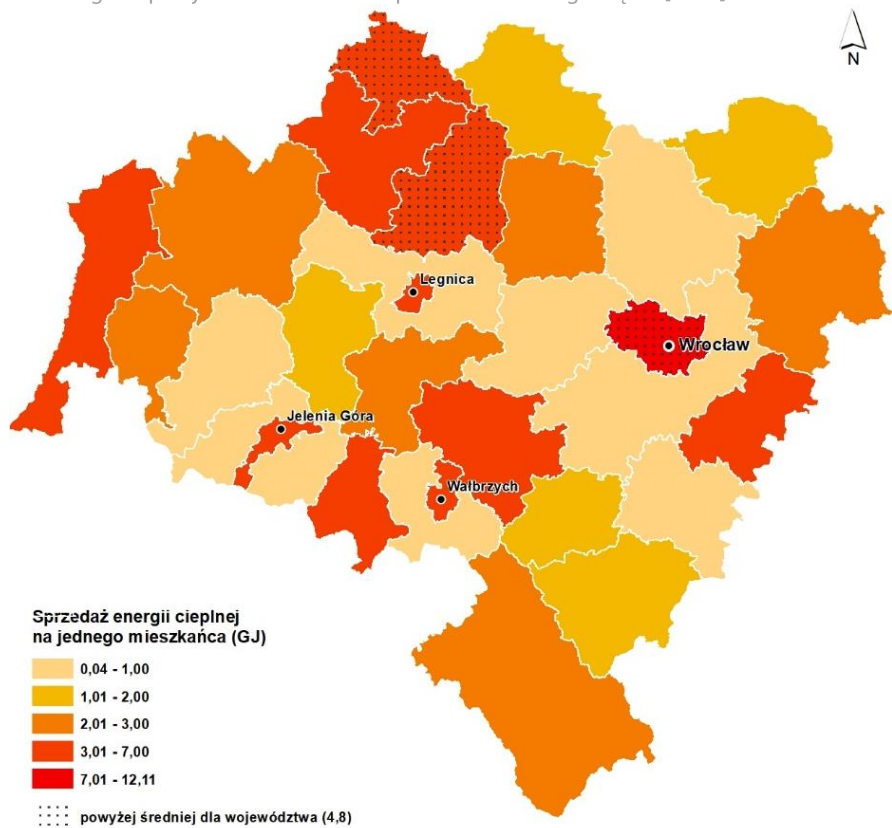 N
Legnica
Wrocław
Jelenia Góra
Wałbrzych
Sprzedaż energii cieplnej
na jednego mieszkańca (GJ)
0,04 - 1,00
1,01 - 2,00
2,01 - 3,00
3,01 - 7,00
7,01 - 12,11
powyżej średniej dla województwa (4,8)